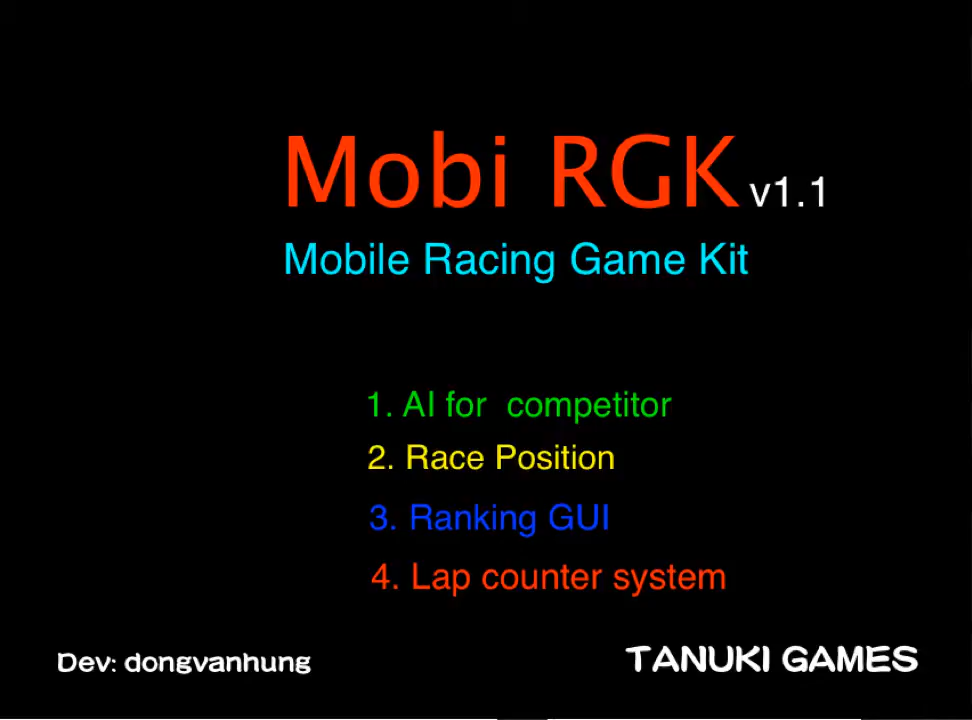 Mobi RGK v1.1
Mobile Racing Game Kit
1. AI for competitor
2. Race Position
3. Ranking GUI
4. Lap counter system
Dev: dongvanhung
TANUKI GAMES